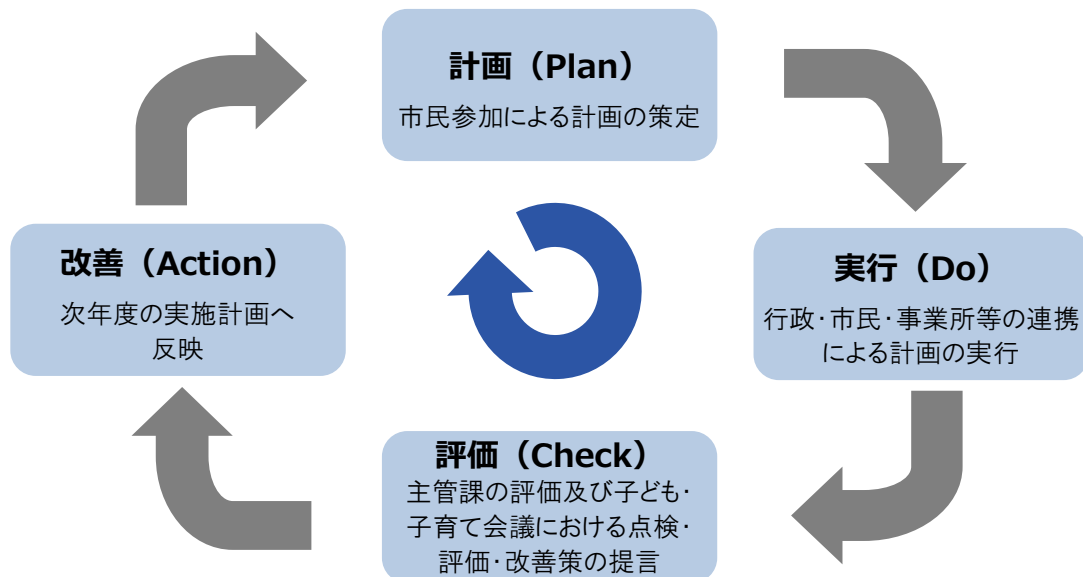 計画（Plan）
市民参加による計画の策定
実行（Do）
行政・市民・事業所等の連携
による計画の実行
評価（Check）
主管課の評価及び子ども・
子育て会議における点検・
評価・改善策の提言
改善（Action）
次年度の実施計画へ
反映